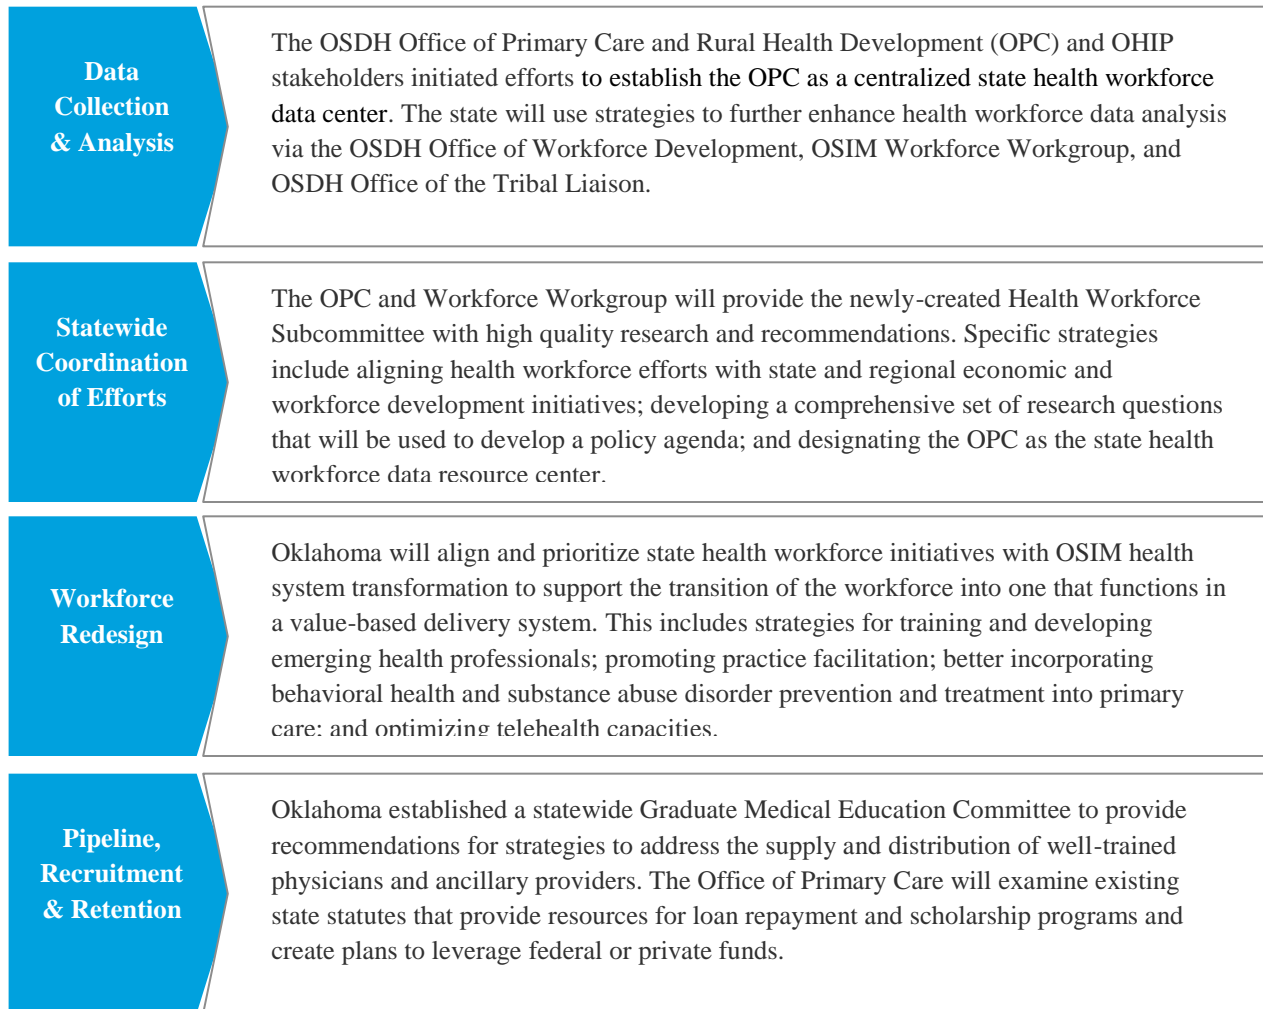 Data
Collection
& Analysis
The OSDH Office of Primary Care and Rural Health Development (OPC) and OHIP
stakeholders initiated efforts to establish the OPC as a centralized state health workforce
data center. The state will use strategies to further enhance health workforce data analysis
via the OSDH Office of Workforce Development, OSIM Workforce Workgroup, and
OSDH Office of the Tribal Liaison.
Statewide
Coordination
of Efforts
The OPC and Workforce Workgroup will provide the newly-created Health Workforce
Subcommittee with high quality research and recommendations. Specific strategies
include aligning health workforce efforts with state and regional economic and
workforce development initiatives; developing a comprehensive set of research questions
that will be used to develop a policy agenda; and designating the OPC as the state health
workforce data resource center.
Workforce
Redesign
Oklahoma will align and prioritize state health workforce initiatives with OSIM health
system transformation to support the transition of the workforce into one that functions in
a value-based delivery system. This includes strategies for training and developing
emerging health professionals; promoting practice facilitation; better incorporating
behavioral health and substance abuse disorder prevention and treatment into primary
care; and optimizing telehealth capacities.
Pipeline,
Recruitment
& Retention
Oklahoma established a statewide Graduate Medical Education Committee to provide
recommendations for strategies to address the supply and distribution of well-trained
physicians and ancillary providers. The Office of Primary Care will examine existing
state statutes that provide resources for loan repayment and scholarship programs and
create plans to leverage federal or private funds.